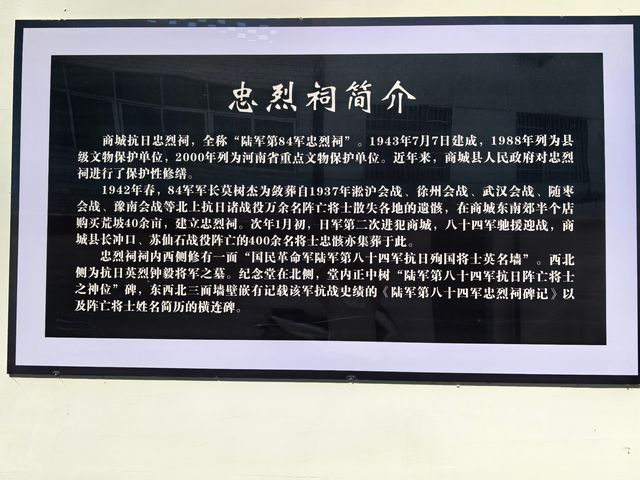 忠烈祠简介
商城抗日忠烈祠，全称“陆军第84军忠烈祠”。1943年7月7日建成，1988年列为县
级文物保护单位，2000年列为河南省重点文物保护单位。近年来，商城县人民政府对忠烈
祠进行了保护性修缮。
1942年春，84军军长莫树杰为敛葬自1937年淞沪会战、徐州会战、武汉会战、随枣
会战、豫南会战等北上抗日诸战役万余名阵亡将士散失各地的遗骸，在商城东南郊半个店
购买荒坡40余亩，建立忠烈祠。次年1月初，日军第二次进犯商城，八十四军驰援迎战，商
城县长冲口、苏仙石战役阵亡的400余名将士忠骸亦集葬于此。
忠烈祠祠内西侧修有一面“国民革命军陆军第八十四军抗日殉国将士英名墙”。西北
侧为抗日英烈钟毅将军之墓。纪念堂在北侧，堂内正中树“陆军第八十四军抗日阵亡将士
之神位”碑，东西北三面墙壁嵌有记载该军抗战史绩的《陆军第八十四军忠烈祠碑记》以
及阵亡将士姓名简历的横连碑。